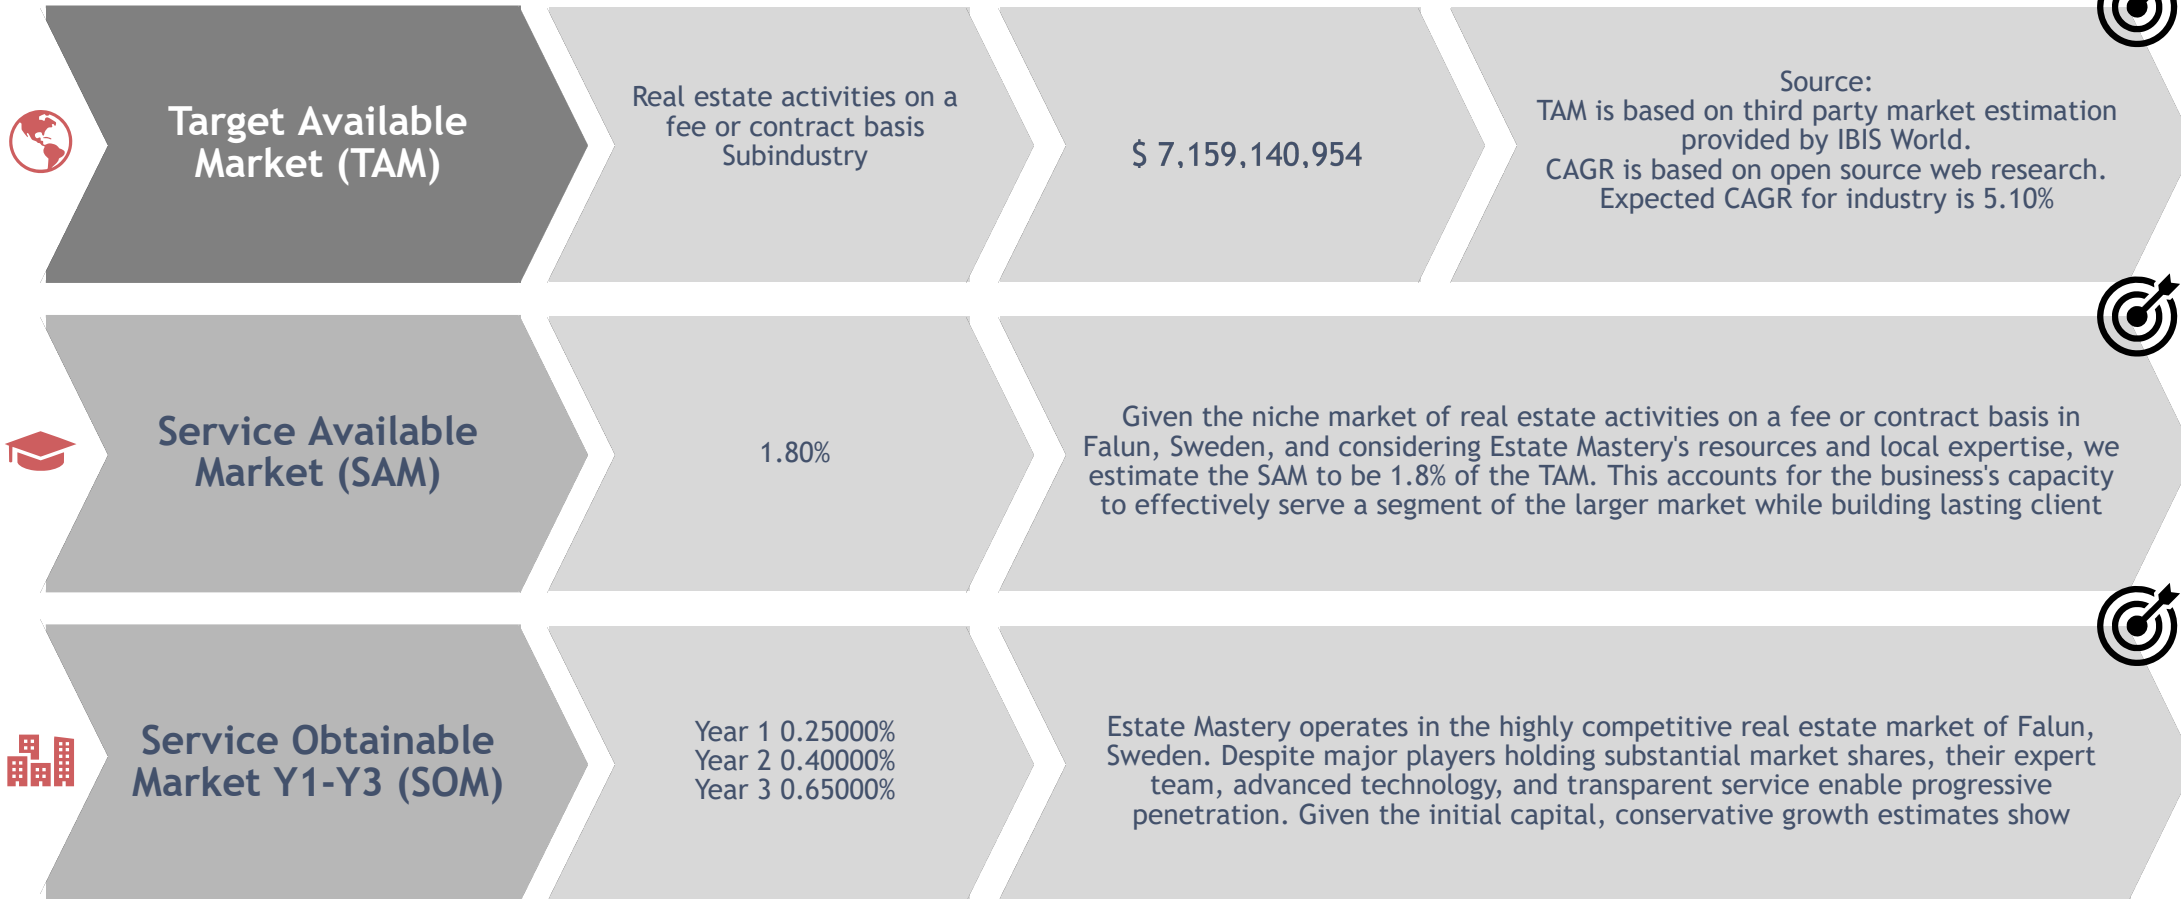 Target Available
Market (TAM)
Real estate activities on a
fee or contract basis
Subindustry
$ 7,159,140,954
Source:
TAM is based on third party market estimation
provided by IBIS World.
CAGR is based on open source web research.
Expected CAGR for industry is 5.10%
Service Available
Market (SAM)
1.80%
Given the niche market of real estate activities on a fee or contract basis in
Falun, Sweden, and considering Estate Mastery's resources and local expertise, we
estimate the SAM to be 1.8% of the TAM. This accounts for the business's capacity
to effectively serve a segment of the larger market while building lasting client
Service Obtainable
Market Y1-Y3 (SOM)
Year 1 0.25000%
Year 2 0.40000%
Year 3 0.65000%
Estate Mastery operates in the highly competitive real estate market of Falun,
Sweden. Despite major players holding substantial market shares, their expert
team, advanced technology, and transparent service enable progressive
penetration. Given the initial capital, conservative growth estimates show